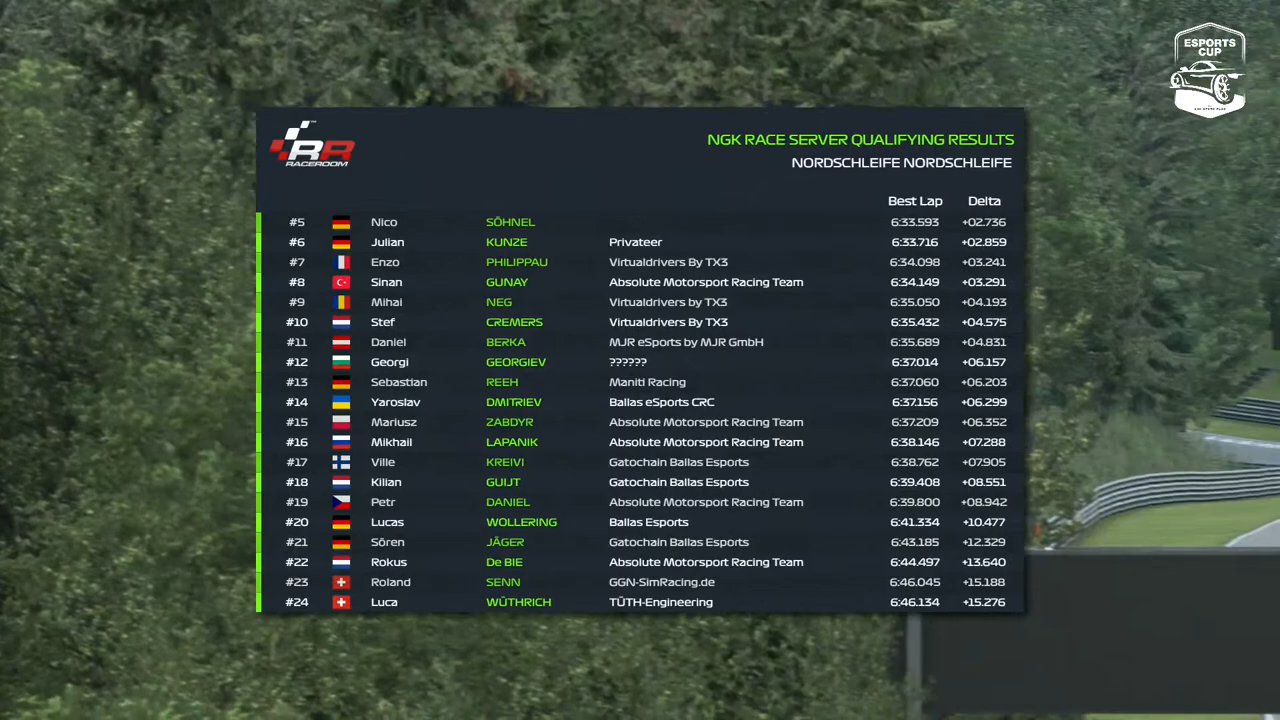 ESPORTS
CUP
RR
RACEROOM
NGK RACE SERVER QUALIFYING RESULTS
NORDSCHLEIFE NORDSCHLEIFE
Best Lap Delta
#5 Nico SÖHNEL 6:33.593 +02.736
#6 Julian KUNZE Privateer 6:33.716 +02.859
#7 Enzo PHILIPPAU Virtualdrivers By TX3 6:34.098 +03.241
#8 Sinan GUNAY Absolute Motorsport Racing Team 6:34.149 +03.291
#9 Mihai NEG Virtualdrivers by TX3 6:35.050 +04.193
#10 Stef CREMERS Virtualdrivers By TX3 6:35.432 +04.575
#11 Daniel BERKA MJR eSports by MJR GmbH 6:35.689 +04.831
#12 Georgi GEORGIEV ?????? 6:37.014 +06.157
#13 Sebastian REEH Maniti Racing 6:37.060 +06.203
#14 Yaroslav DMITRIEV Ballas eSports CRC 6:37.156 +06.299
#15 Mariusz ZABDYR Absolute Motorsport Racing Team 6:37.209 +06.352
#16 Mikhail LAPANIK Absolute Motorsport Racing Team 6:38.146 +07.288
#17 Ville KREIVI Gatochain Ballas Esports 6:38.762 +07.905
#18 Kilian GUIJT Gatochain Ballas Esports 6:39.408 +08.551
#19 Petr DANIEL Absolute Motorsport Racing Team 6:39.800 +08.942
#20 Lucas WOLLERING Ballas Esports 6:41.334 +10.477
#21 Sören JÄGER Gatochain Ballas Esports 6:43.185 +12.329
#22 Rokus De BIE Absolute Motorsport Racing Team 6:44.497 +13.640
#23 Roland SENN GGN-SimRacing.de 6:46.045 +15.188
#24 Luca WÜTHRICH TÜTH-Engineering 6:46.134 +15.276